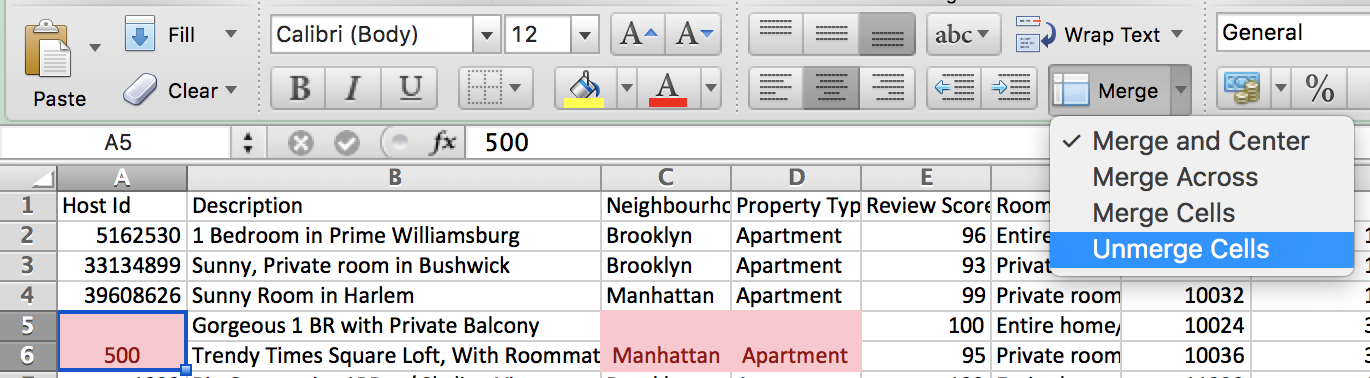 Fill
Calibri (Body)
12
A
A
abc
Wrap Text
General
Paste
Clear
B
I
U
A
Merge
%
A5
fx
500
Merge and Center
Merge Across
Merge Cells
Unmerge Cells
A B C D E
1 Host Id Description Neighbourho Property Typ Review Score Room
2 5162530 1 Bedroom in Prime Williamsburg Brooklyn Apartment 96 Entire
3 33134899 Sunny, Private room in Bushwick Brooklyn Apartment 93 Privat
4 39608626 Sunny Room in Harlem Manhattan Apartment 99 Private room 10032
5 Gorgeous 1 BR with Private Balcony 100 Entire home/ 10024
6 500 Trendy Times Square Loft, With Roommat Manhattan Apartment 95 Private room 10036